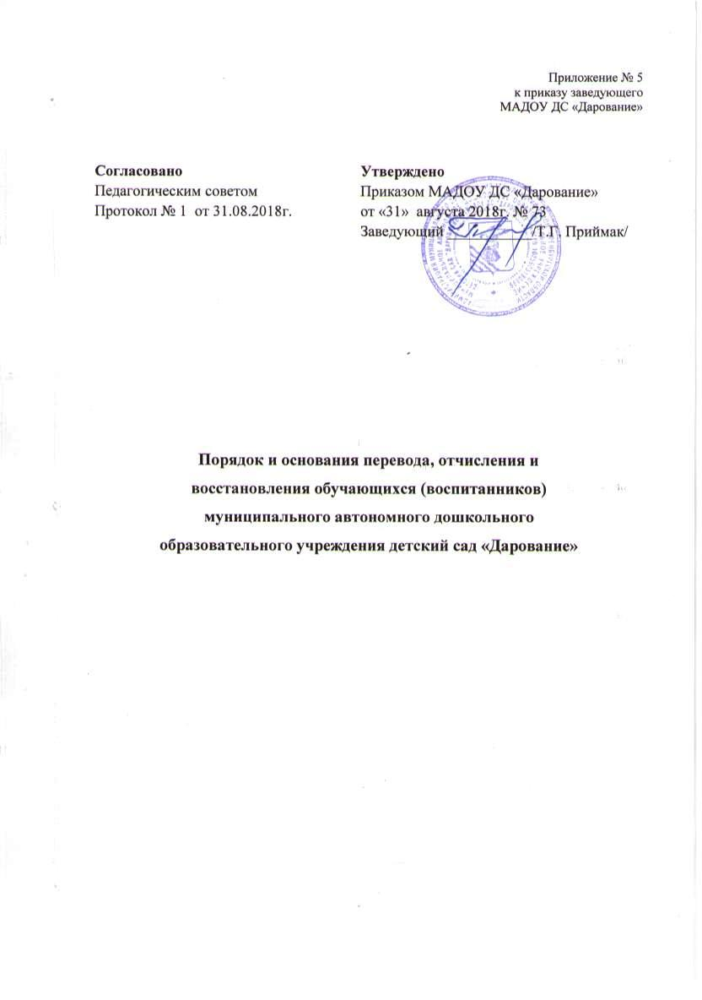 Приложение № 5
к приказу заведующего
МАДОУ ДС «Дарование»
Согласовано
Педагогическим советом
Протокол № 1 от 31.08.2018г.
Утверждено
Приказом МАДОУ ДС «Дарование»
от «31» августа 2018г. № 73
Заведующий ___________/Т.Г. Приймак/
Порядок и основания перевода, отчисления и
восстановления обучающихся (воспитанников)
муниципального автономного дошкольного
образовательного учреждения детский сад «Дарование»